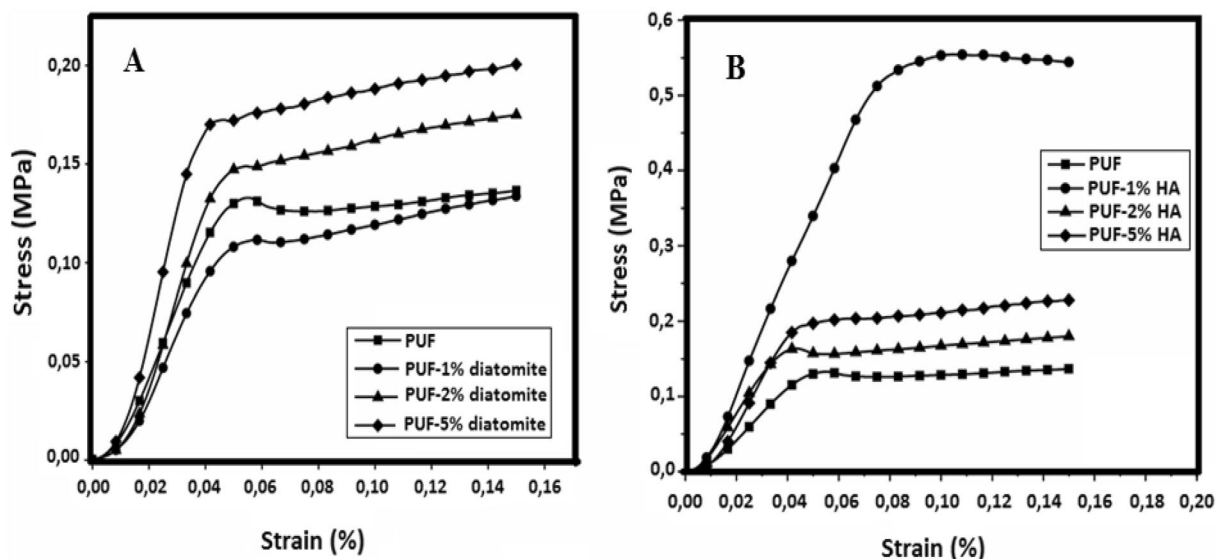 A
Stress (MPa)
0,20
0,15
0,10
0,05
0,00
0,00 0,02 0,04 0,06 0,08 0,10 0,12 0,14 0,16
Strain (%)
PUF
PUF-1% diatomite
PUF-2% diatomite
PUF-5% diatomite
B
Stress (MPa)
0,6
0,5
0,4
0,3
0,2
0,1
0,0
0,00 0,02 0,04 0,06 0,08 0,10 0,12 0,14 0,16 0,18 0,20
Strain (%)
PUF
PUF-1% HA
PUF-2% HA
PUF-5% HA